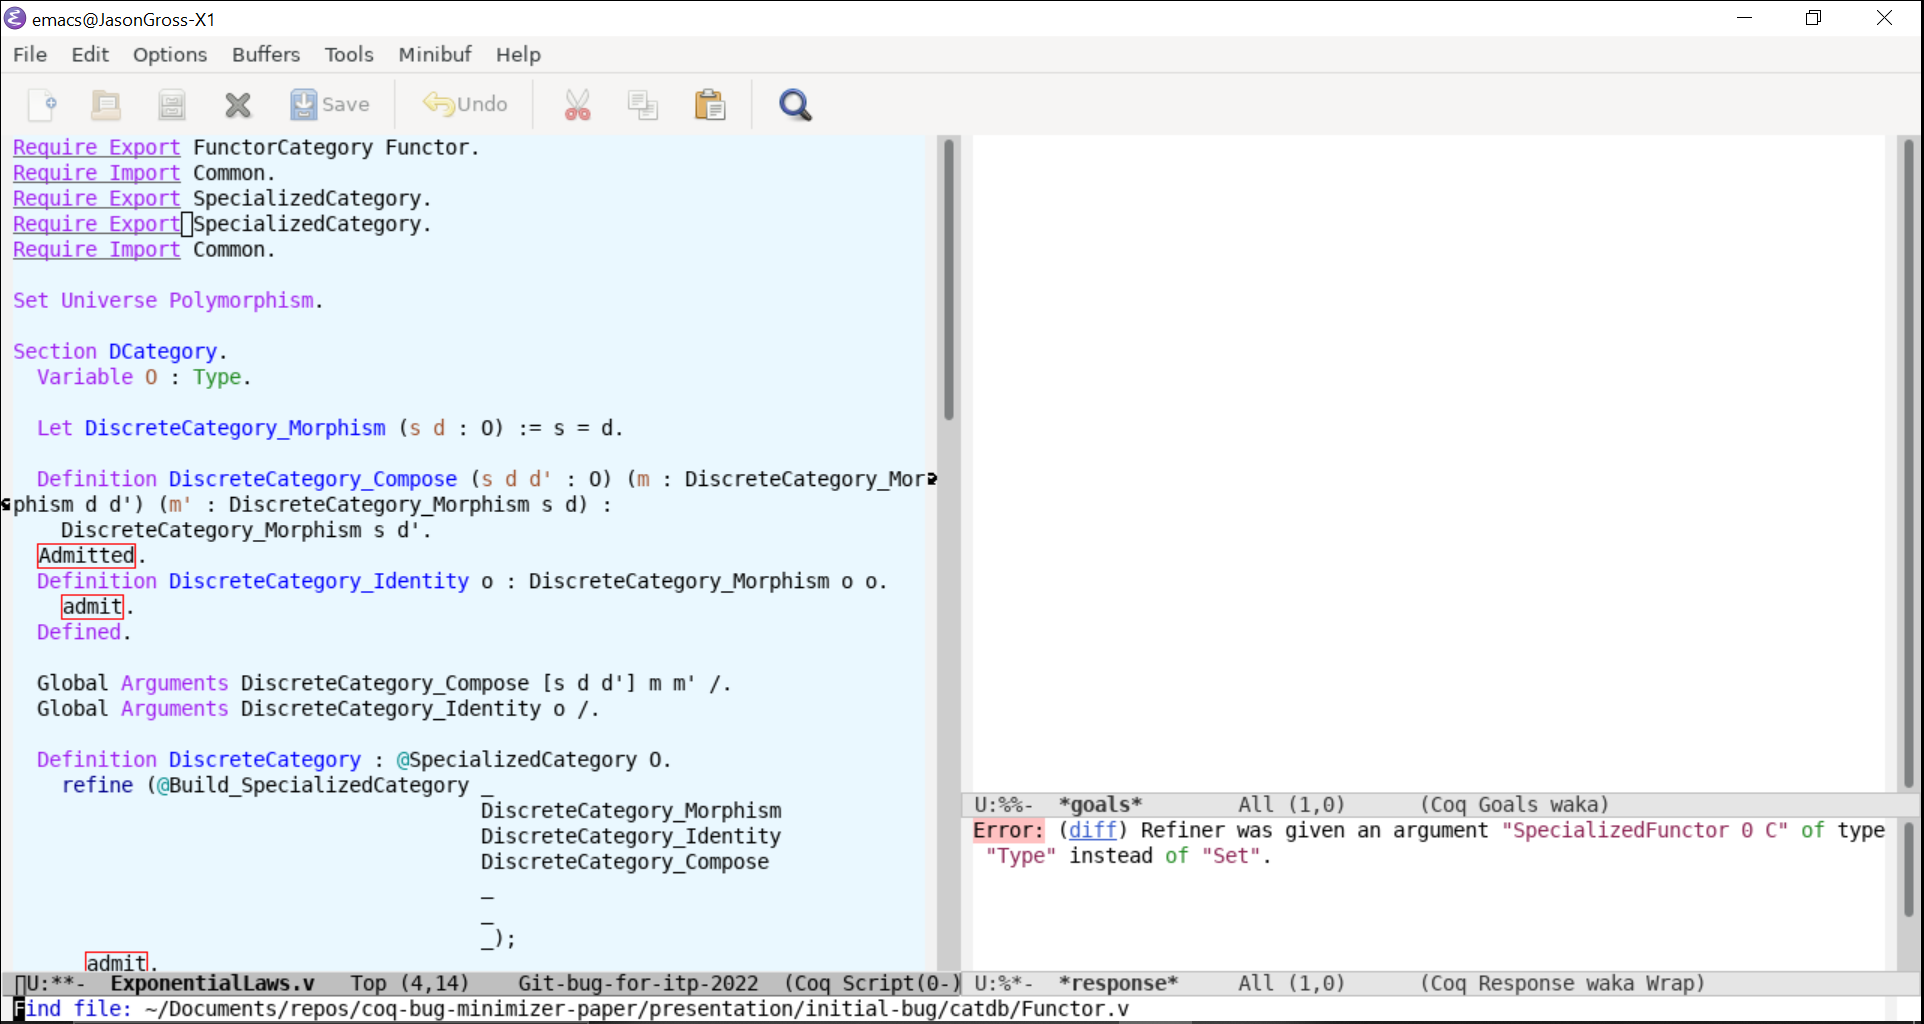 emacs@JasonGross-X1
File Edit Options Buffers Tools Minibuf Help
Save Undo
Require Export FunctorCategory Functor.
Require Import Common.
Require Export SpecializedCategory.
Require Export SpecializedCategory.
Require Import Common.
Set Universe Polymorphism.
Section DCategory.
Variable O : Type.
Let DiscreteCategory_Morphism (s d : O) := s = d.
Definition DiscreteCategory_Compose (s d d' : O) (m : DiscreteCategory_Mor
phism d d') (m' : DiscreteCategory_Morphism s d) :
DiscreteCategory_Morphism s d'.
Admitted.
Definition DiscreteCategory_Identity o : DiscreteCategory_Morphism o o.
admit.
Defined.
Global Arguments DiscreteCategory_Compose [s d d'] m m' /.
Global Arguments DiscreteCategory_Identity o /.
Definition DiscreteCategory : @SpecializedCategory O.
refine (@Build_SpecializedCategory _
DiscreteCategory_Morphism
DiscreteCategory_Identity
DiscreteCategory_Compose
_
_
_);
admit.
U:**- ExponentialLaws.v Top (4,14) Git-bug-for-itp-2022 (Coq Script(0-)
U:%%- *goals* All (1,0) (Coq Goals waka)
Error: (diff) Refiner was given an argument "SpecializedFunctor 0 C" of type
"Type" instead of "Set".
U:%*- *response* All (1,0) (Coq Response waka Wrap)
Find file: ~/Documents/repos/coq-bug-minimizer-paper/presentation/initial-bug/catdb/Functor.v